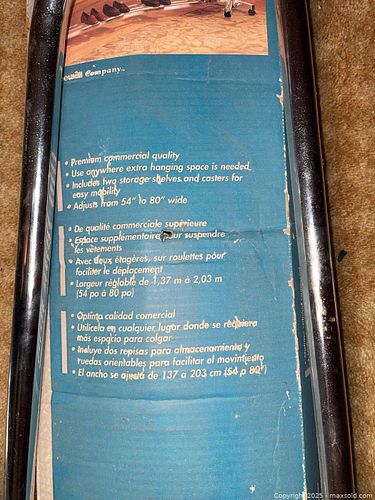 Company™
• Premium commercial quality
• Use anywhere extra hanging space is needed
• Includes two storage shelves and casters for
easy mobility
• Adjusts from 54" to 80" wide
• De qualité commerciale supérieure
• Espace supplémentaire pour suspendre
les vêtements
• Avec deux étagères, sur roulettes pour
faciliter le déplacement
• Largeur réglable de 1,37 m à 2,03 m
(54 po à 80 po)
• Optima calidad comercial
• Utilícela en cualquier lugar donde se requiera
más espacio para colgar
• Incluye dos repisas para almacenamiento y
ruedas orientables para facilitar el movimiento
• El ancho se ajusta de 137 a 203 cm (54 a 80")
Copyright 2025 - maxsold.com